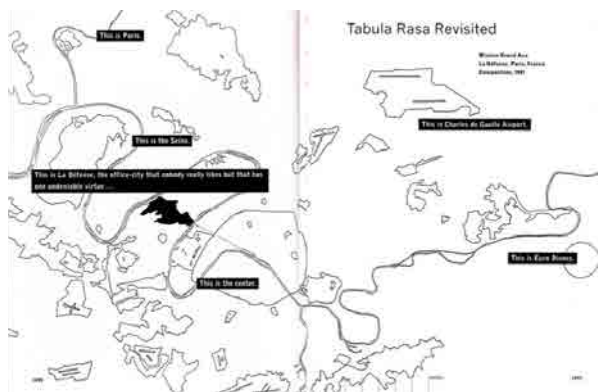 This is Paris.
Tabula Rasa Revisited
Mission Grand Axe
La Défense, Paris, France
Competition, 1991
This is Charles de Gaulle Airport.
This is the Seine.
This is La Défense, the office-city that nobody really likes but that has
one undeniable virtue ...
This is Euro Disney.
This is the center.